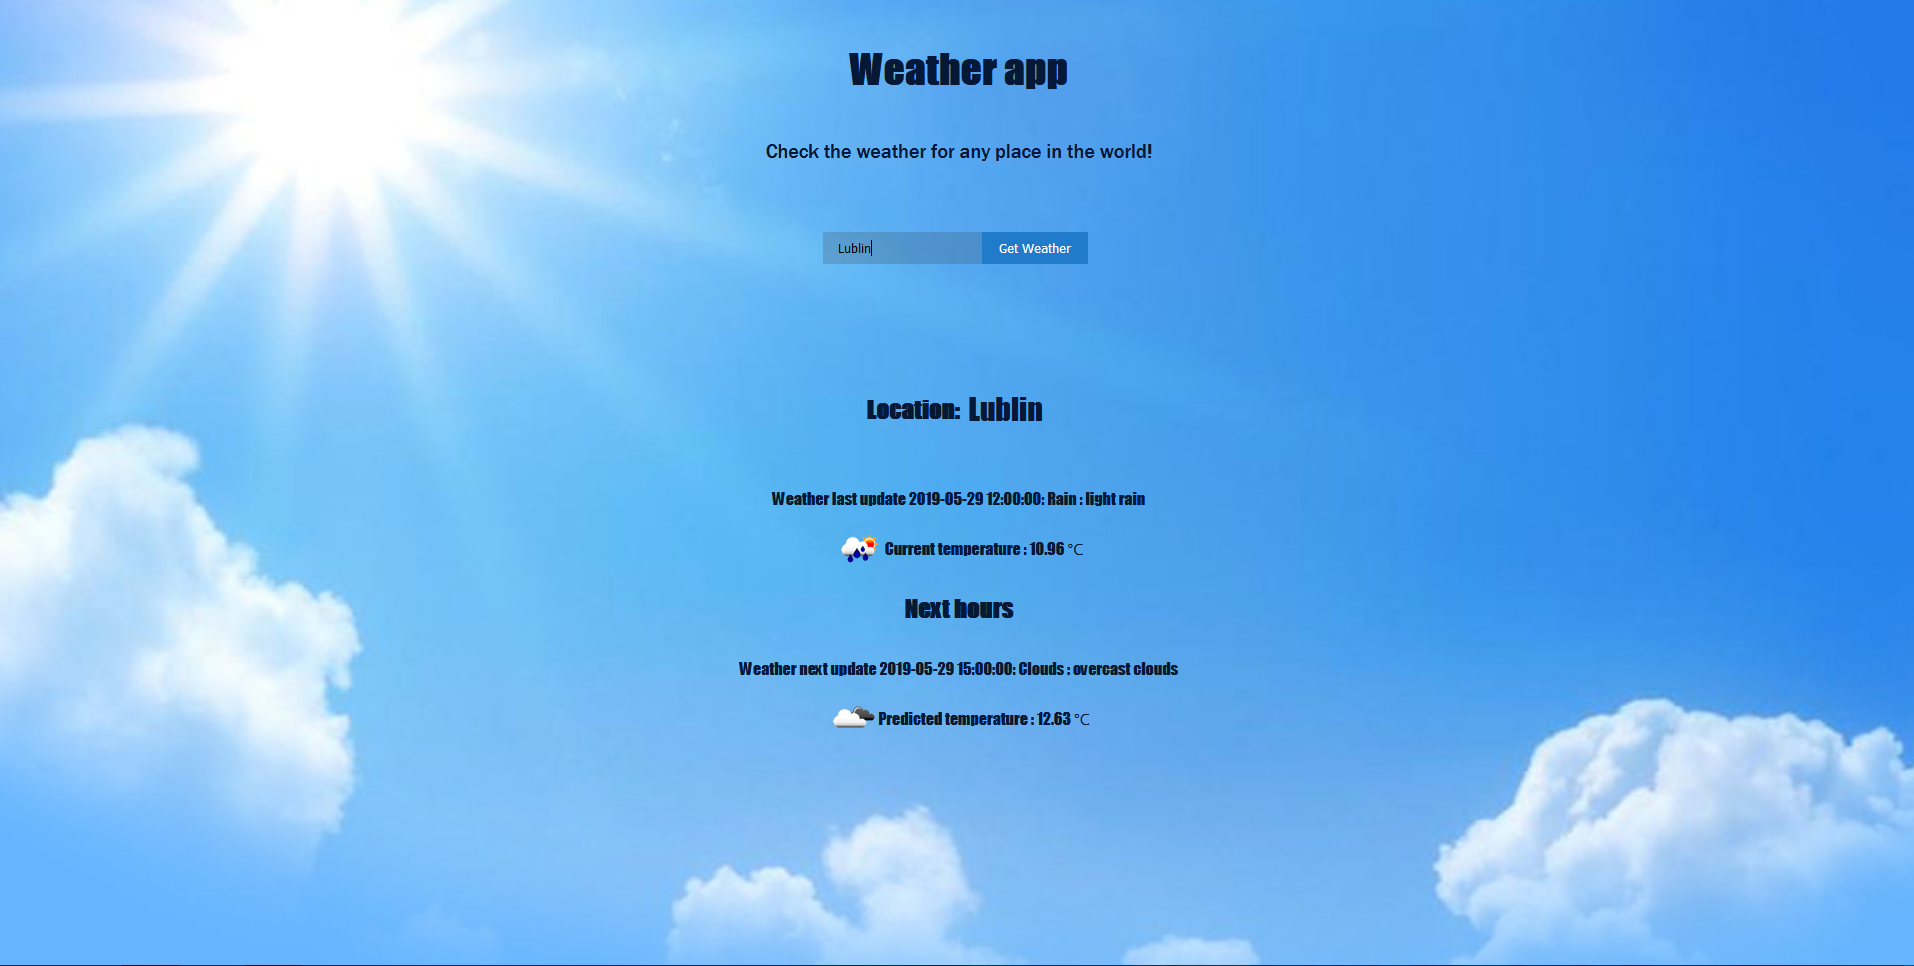 Weather app
Check the weather for any place in the world!
Lublin
Get Weather
Location: Lublin
Weather last update 2019-05-29 12:00:00: Rain : light rain
Current temperature : 10.96 °C
Next hours
Weather next update 2019-05-29 15:00:00: Clouds : overcast clouds
Predicted temperature : 12.63 °C